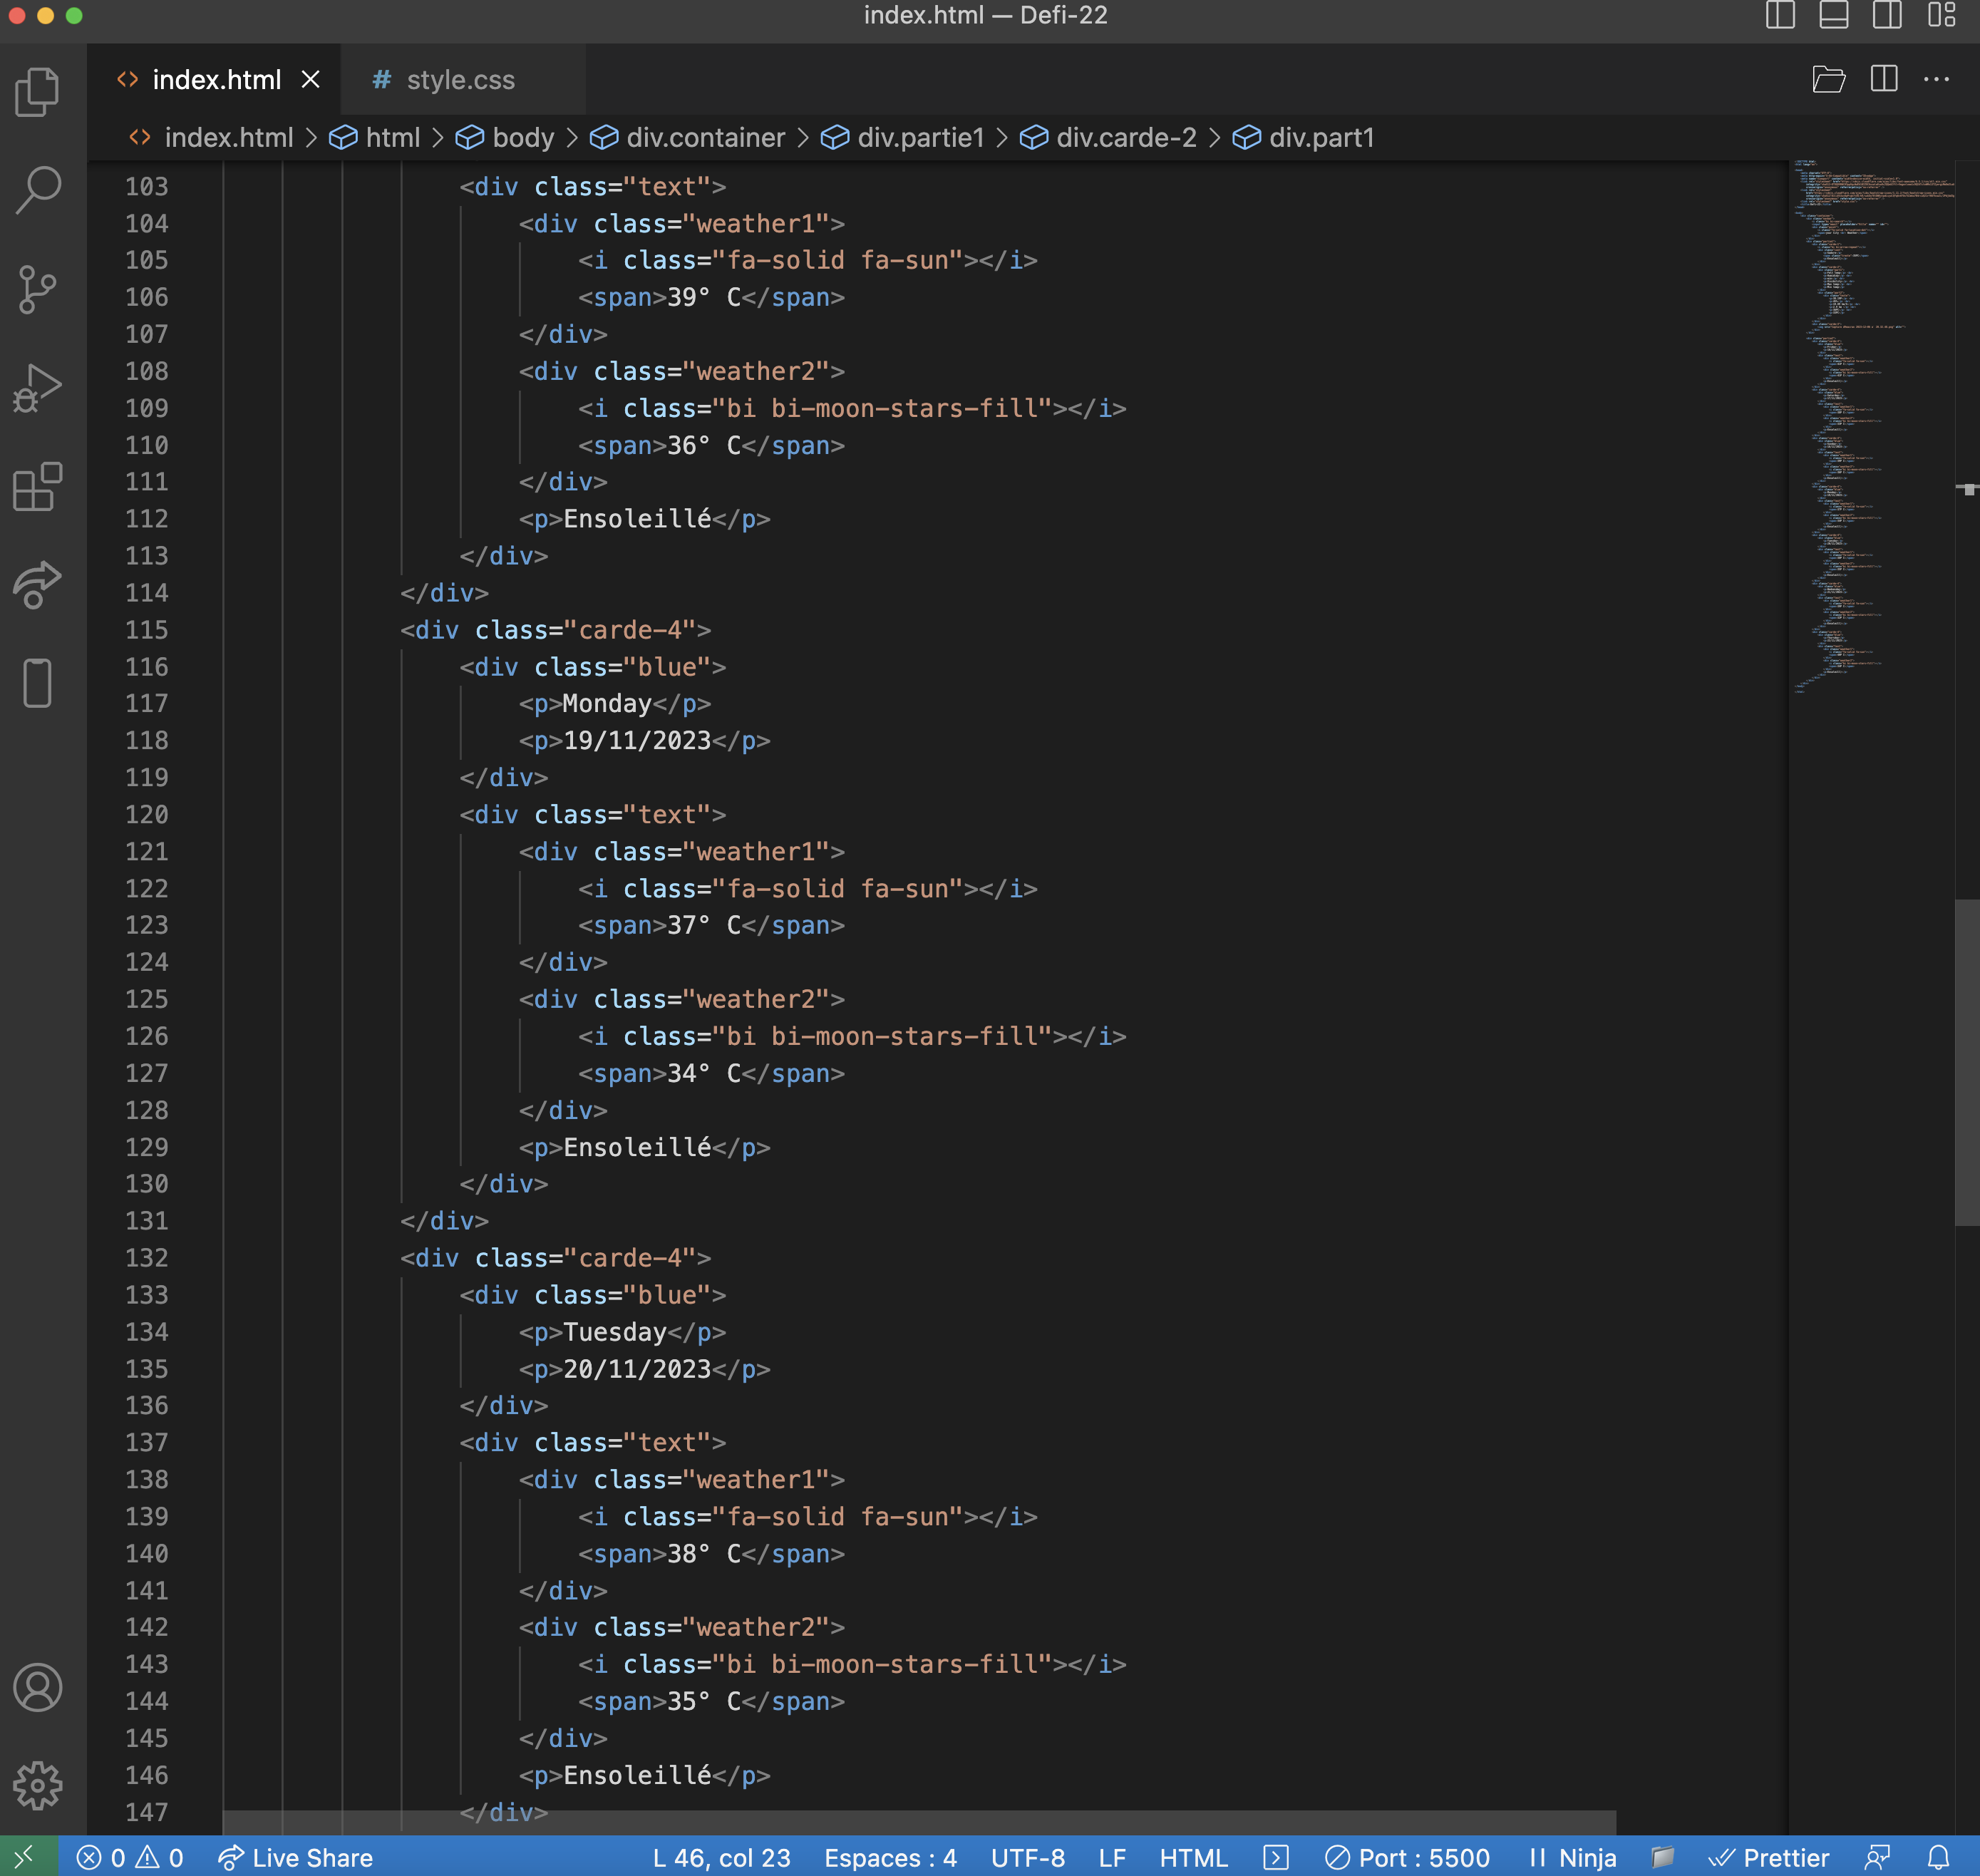 index.html — Defi-22
index.html
style.css
index.html > html > body > div.container > div.partie1 > div.carde-2 > div.part1
103 <div class="text">
104 <div class="weather1">
105 <i class="fa-solid fa-sun"></i>
106 <span>39° C</span>
107 </div>
108 <div class="weather2">
109 <i class="bi bi-moon-stars-fill"></i>
110 <span>36° C</span>
111 </div>
112 <p>Ensoleillé</p>
113 </div>
114 </div>
115 <div class="carde-4">
116 <div class="blue">
117 <p>Monday</p>
118 <p>19/11/2023</p>
119 </div>
120 <div class="text">
121 <div class="weather1">
122 <i class="fa-solid fa-sun"></i>
123 <span>37° C</span>
124 </div>
125 <div class="weather2">
126 <i class="bi bi-moon-stars-fill"></i>
127 <span>34° C</span>
128 </div>
129 <p>Ensoleillé</p>
130 </div>
131 </div>
132 <div class="carde-4">
133 <div class="blue">
134 <p>Tuesday</p>
135 <p>20/11/2023</p>
136 </div>
137 <div class="text">
138 <div class="weather1">
139 <i class="fa-solid fa-sun"></i>
140 <span>38° C</span>
141 </div>
142 <div class="weather2">
143 <i class="bi bi-moon-stars-fill"></i>
144 <span>35° C</span>
145 </div>
146 <p>Ensoleillé</p>
147 </div>
0 0 Live Share L 46, col 23 Espaces : 4 UTF-8 LF HTML Port : 5500 Ninja Prettier